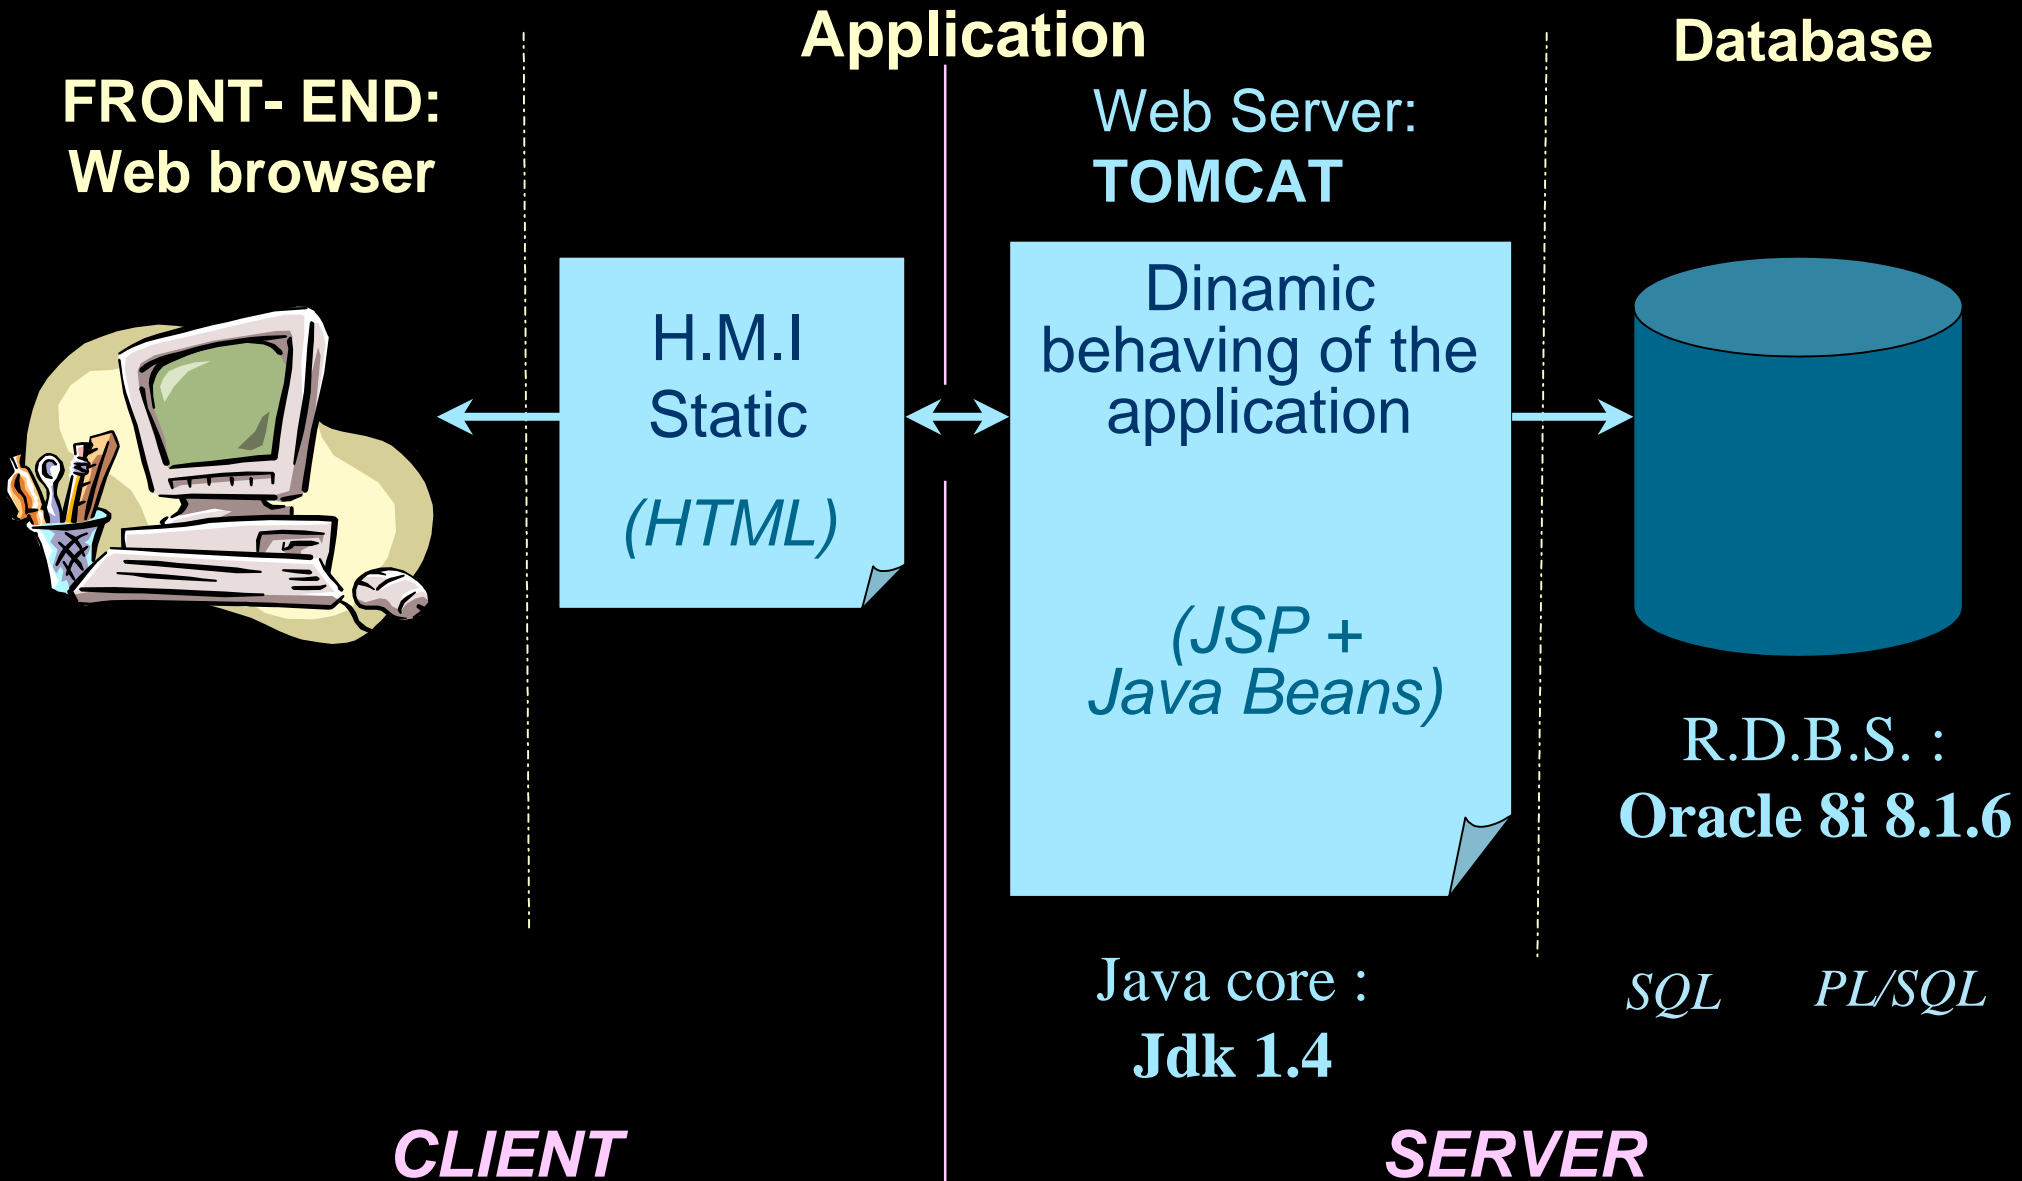 Application
Database
FRONT- END:
Web browser
Web Server:
TOMCAT
H.M.I
Static
(HTML)
Dinamic
behaving of the
application
(JSP +
Java Beans)
R.D.B.S. :
Oracle 8i 8.1.6
Java core :
Jdk 1.4
SQL PL/SQL
CLIENT
SERVER